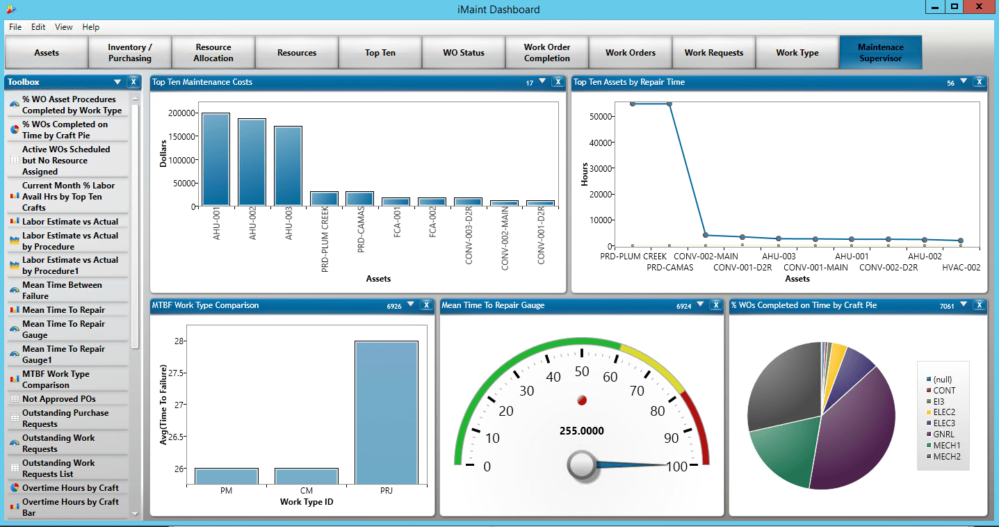 iMaint Dashboard
X
File Edit View Help
Assets
Inventory /
Purchasing
Resource
Allocation
Resources
Top Ten
WO Status
Work Order
Completion
Work Orders
Work Requests
Work Type
Maintenace
Supervisor
Toolbox X
% WO Asset Procedures
Completed by Work Type
% WOs Completed on
Time by Craft Pie
Active WOs Scheduled
but No Resource
Assigned
Current Month % Labor
Avail Hrs by Top Ten
Crafts
Labor Estimate vs Actual
Labor Estimate vs Actual
by Procedure
Labor Estimate vs Actual
by Procedure1
Mean Time Between
Failure
Mean Time To Repair
Mean Time To Repair
Gauge
Mean Time To Repair
Gauge1
MTBF Work Type
Comparison
Not Approved POs
Outstanding Purchase
Requests
Outstanding Work
Requests
Outstanding Work
Requests List
Overtime Hours by Craft
Overtime Hours by Craft
Bar
Top Ten Maintenance Costs 17 X
200000
150000
100000
50000
0
Dollars
AHU-001
AHU-002
AHU-003
PRD-PLUM CREEK
PRD-CAMAS
FCA-001
FCA-002
CONV-003-D2R
CONV-002-MAIN
CONV-001-D2R
Assets
Top Ten Assets by Repair Time 56 X
50000
40000
30000
20000
10000
0
Hours
PRD-PLUM CREEK CONV-002-MAIN AHU-003 AHU-001 AHU-002
PRD-CAMAS CONV-001-D2R CONV-001-MAIN CONV-002-D2R HVAC-002
Assets
MTBF Work Type Comparison 6926 X
28
27.5
27
26.5
26
Avg(Time To Failure)
PM CM PRJ
Work Type ID
Mean Time To Repair Gauge 6924 X
0
10
20
30
40
50
60
70
80
90
100
255.0000
% WOs Completed on Time by Craft Pie 7061 X
(null)
CONT
EI3
ELEC2
ELEC3
GNRL
MECH1
MECH2